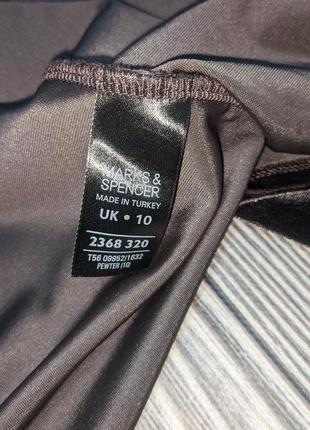 MARKS &
SPENCER
MADE IN TURKEY
UK • 10
2368 320
T56 09952/1632
PEWTER (10)